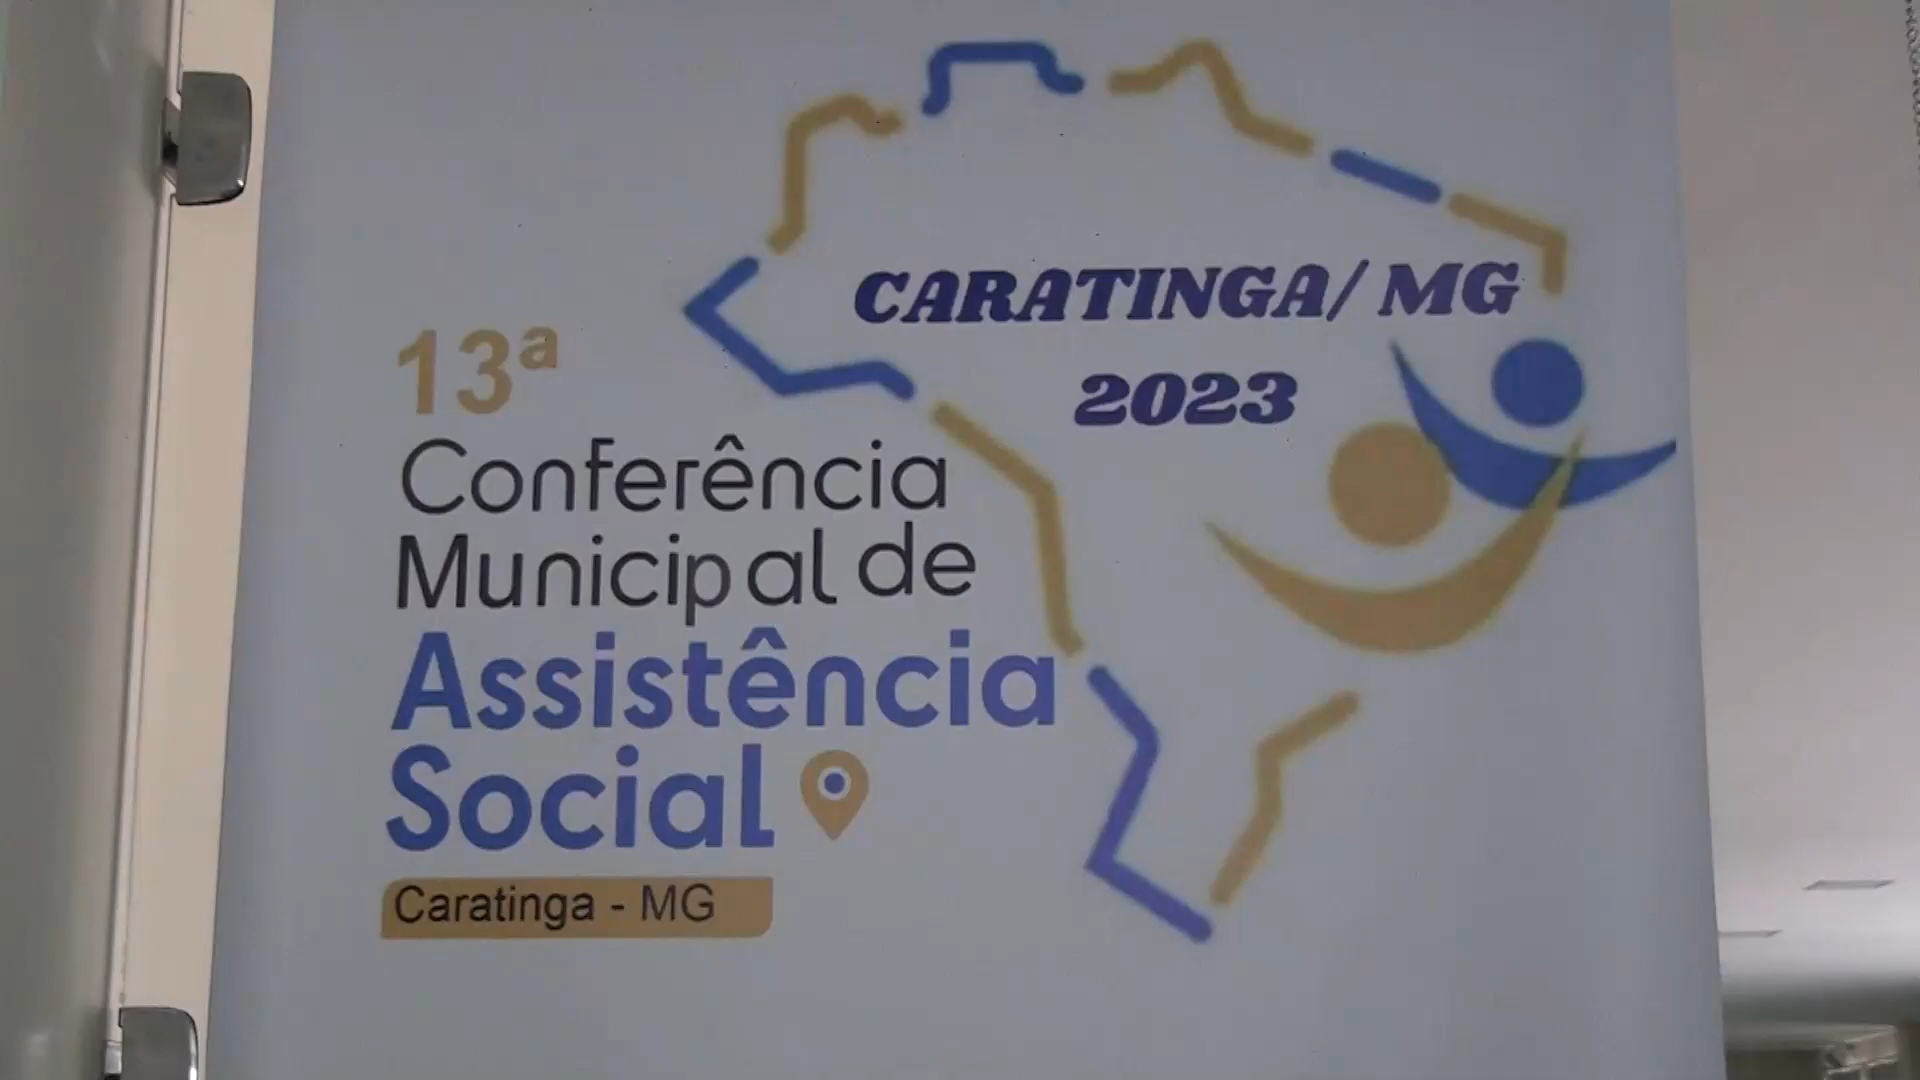 CARATINGA/ MG
2023
13ª
Conferência
Municipal de
Assistência
Social
Caratinga - MG